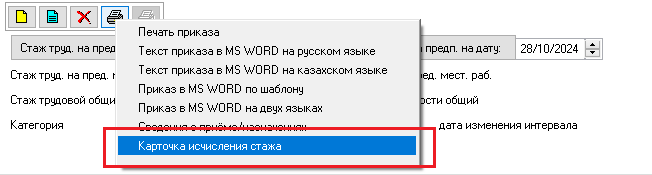 Печать приказа
Стаж труд. на пред
Текст приказа в MS WORD на русском языке
предп. на дату:
28/10/2024
Стаж труд. на пред. м
Текст приказа в MS WORD на казахском языке
ред. мест. раб.
Приказ в MS WORD по шаблону
Стаж трудовой общи
Приказ в MS WORD на двух языках
ости общий
Категория
Сведения о приёме/назначениях
дата изменения интервала
Карточка исчисления стажа